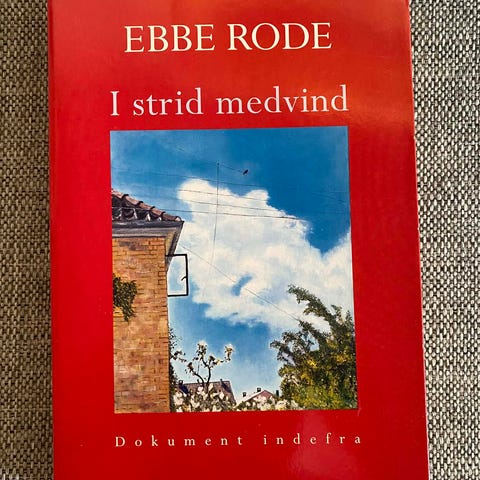 EBBE RODE
I strid medvind
Dokument indefra